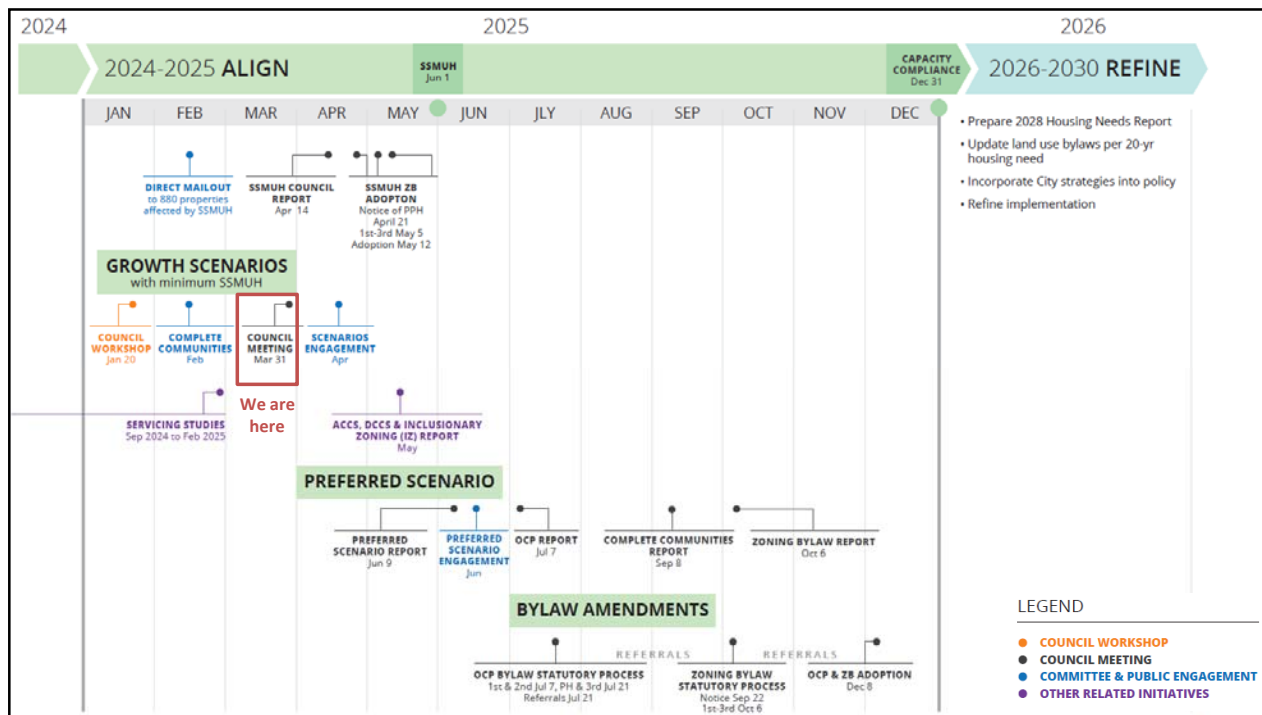 2024
2025
2026
2024-2025 ALIGN
SSMUH
Jun 1
CAPACITY
COMPLIANCE
Dec 31
2026-2030 REFINE
JAN FEB MAR APR MAY JUN JLY AUG SEP OCT NOV DEC
• Prepare 2028 Housing Needs Report
• Update land use bylaws per 20-yr
housing need
• Incorporate City strategies into policy
• Refine implementation
DIRECT MAILOUT
to 880 properties
affected by SSMUH
SSMUH COUNCIL
REPORT
Apr 14
SSMUH ZB
ADOPTON
Notice of PPH
April 21
1st-3rd May 5
Adoption May 12
GROWTH SCENARIOS
with minimum SSMUH
COUNCIL
WORKSHOP
Jan 20
COMPLETE
COMMUNITIES
Feb
COUNCIL
MEETING
Mar 31
SCENARIOS
ENGAGEMENT
Apr
We are
here
SERVICING STUDIES
Sep 2024 to Feb 2025
ACCS, DCCS & INCLUSIONARY
ZONING (IZ) REPORT
May
PREFERRED SCENARIO
PREFERRED
SCENARIO REPORT
Jun 9
PREFERRED
SCENARIO
ENGAGEMENT
Jun
OCP REPORT
Jul 7
COMPLETE COMMUNITIES
REPORT
Sep 8
ZONING BYLAW REPORT
Oct 6
BYLAW AMENDMENTS
REFERRALS
REFERRALS
OCP BYLAW STATUTORY PROCESS
1st & 2nd Jul 7, PH & 3rd Jul 21
Referrals Jul 21
ZONING BYLAW
STATUTORY PROCESS
Notice Sep 22
1st-3rd Oct 6
OCP & ZB ADOPTION
Dec 8
LEGEND
COUNCIL WORKSHOP
COUNCIL MEETING
COMMITTEE & PUBLIC ENGAGEMENT
OTHER RELATED INITIATIVES